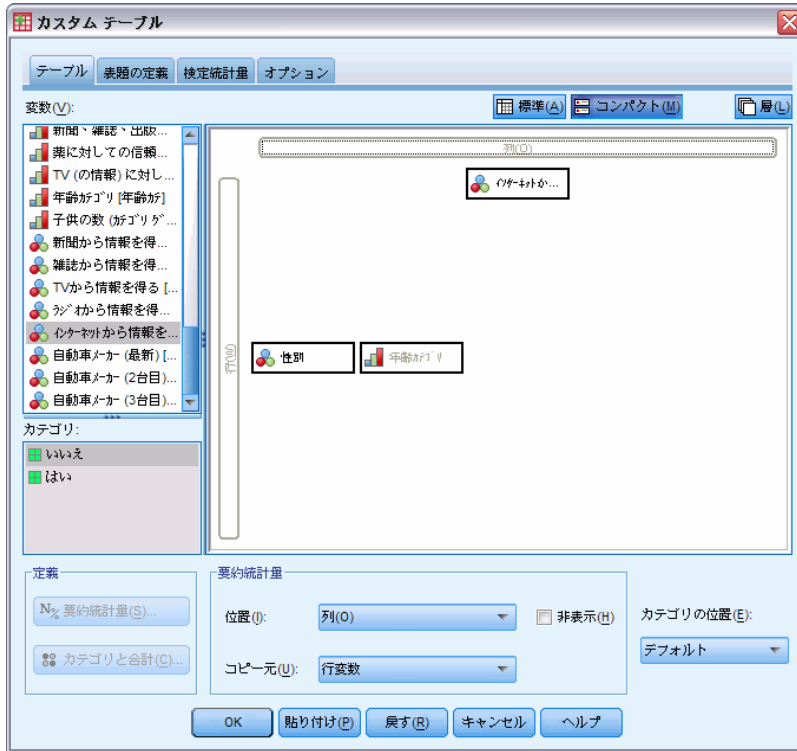 カスタム テーブル
テーブル 表題の定義 検定統計量 オプション
変数(V):
標準(A) コンパクト(M) 層(L)
新聞、雑誌、出版...
薬に対しての信頼...
TV (の情報) に対し...
年齢カテゴリ [年齢カテ]
子供の数 (カテゴリ ゲ...
新聞から情報を得...
雑誌から情報を得...
TVから情報を得る [...
ラジオから情報を得...
インターネットから情報を...
自動車メーカー (最新) [...
自動車メーカー (2台目)...
自動車メーカー (3台目)...
列(O)
インターネットか...
行(W)
性別
年齢カテゴリ
カテゴリ:
いいえ
はい
定義
N% 要約統計量(S)...
カテゴリと合計(C)...
要約統計量
位置(I): 列(O) 非表示(H)
コピー元(U): 行変数
カテゴリの位置(E):
デフォルト
OK 貼り付け(P) 戻す(R) キャンセル ヘルプ